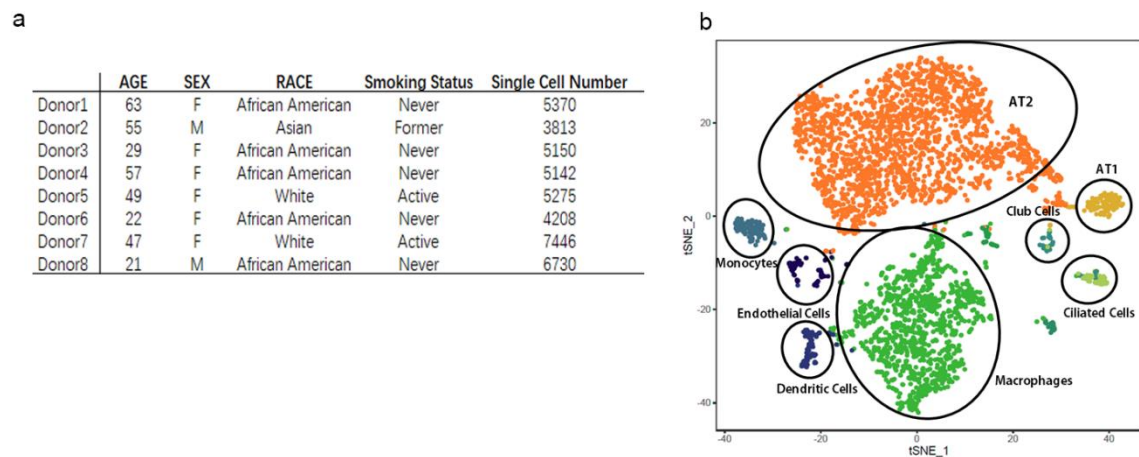 a
AGE SEX RACE Smoking Status Single Cell Number
Donor1 63 F African American Never 5370
Donor2 55 M Asian Former 3813
Donor3 29 F African American Never 5150
Donor4 57 F African American Never 5142
Donor5 49 F White Active 5275
Donor6 22 F African American Never 4208
Donor7 47 F White Active 7446
Donor8 21 M African American Never 6730
b
AT2
AT1
Club Cells
Monocytes
Endothelial Cells
Ciliated Cells
Dendritic Cells
Macrophages
20
0
-20
-40
tSNE_2
-40 -20 0 20 40
tSNE_1